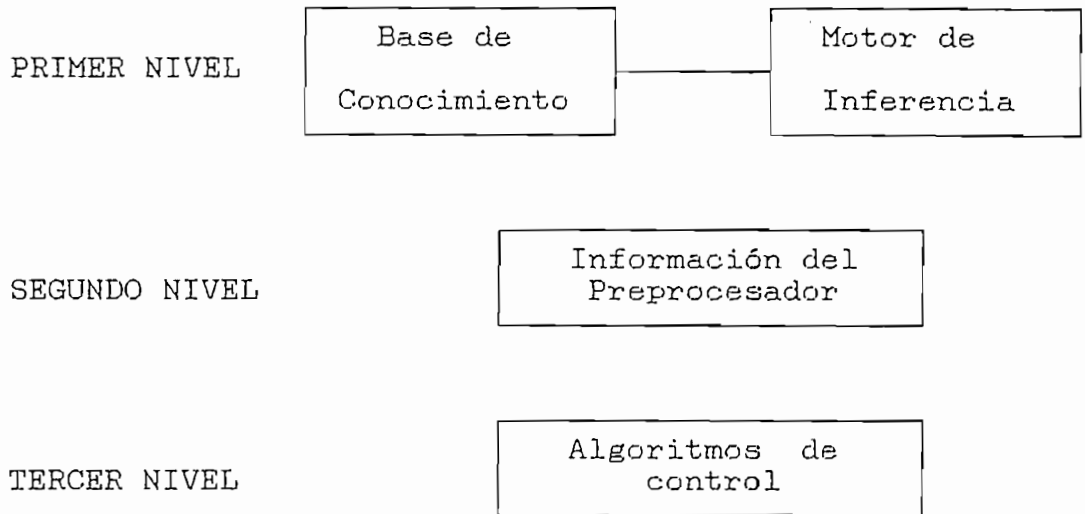 Base de
Motor de
PRIMER NIVEL
Conocimiento
Inferencia
Información del
SEGUNDO NIVEL
Preprocesador
Algoritmos de
TERCER NIVEL
control